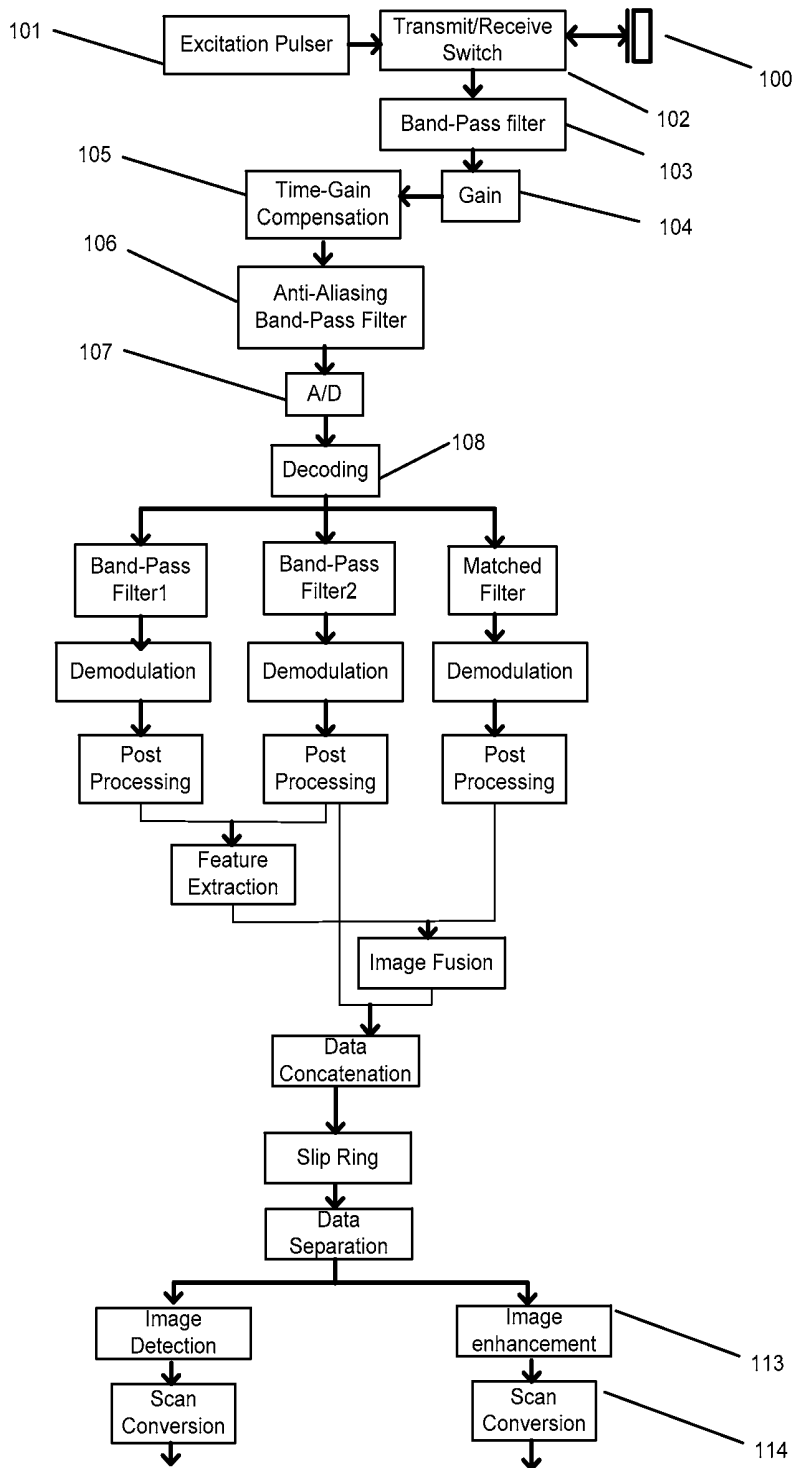 101
Excitation Pulser
Transmit/Receive
Switch
100
102
Band-Pass filter
103
105
Time-Gain
Compensation
Gain
104
106
Anti-Aliasing
Band-Pass Filter
107
A/D
108
Decoding
Band-Pass
Filter1
Band-Pass
Filter2
Matched
Filter
Demodulation
Demodulation
Demodulation
Post
Processing
Post
Processing
Post
Processing
Feature
Extraction
Image Fusion
Data
Concatenation
Slip Ring
Data
Separation
Image
Detection
Image
enhancement
113
Scan
Conversion
Scan
Conversion
114